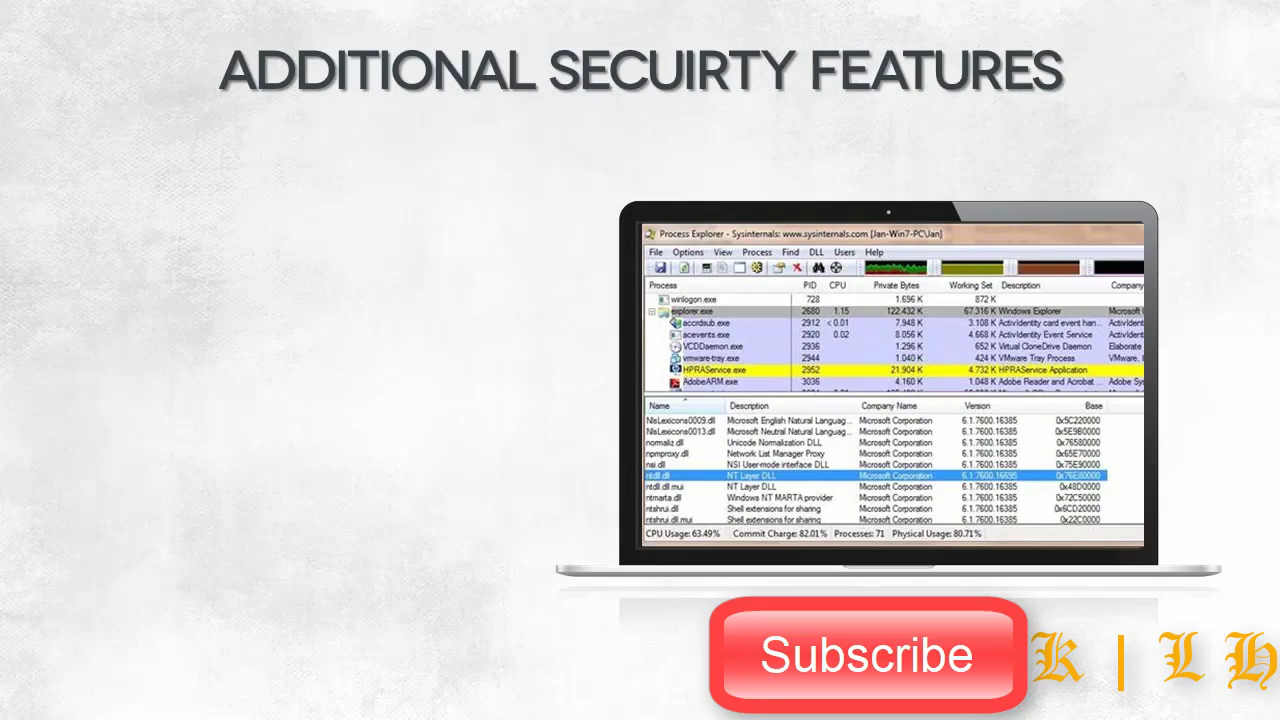 ADDITIONAL SECUIRTY FEATURES
Process Explorer - Sysinternals: www.sysinternals.com [Jan-Win7-PC\Jan]
File Options View Process Find DLL Users Help
Process PID CPU Private Bytes Working Set Description Company
winlogon.exe 728 1.696 K 872 K
explorer.exe 2680 1.15 122.432 K 67.316 K Windows Explorer Microsoft
accrdsub.exe 2912 < 0.01 7.948 K 3.108 K ActivIdentity card event han... ActivIdent
acevents.exe 2920 0.02 8.056 K 4.668 K ActivIdentity Event Service ActivIdent
VCDDaemon.exe 2936 1.296 K 652 K Virtual CloneDrive Daemon Elaborate
vmware-tray.exe 2944 1.040 K 424 K VMware Tray Process VMware, I
HPRAService.exe 2952 21.904 K 4.732 K HPRAService Application
AdobeARM.exe 3036 4.160 K 1.048 K Adobe Reader and Acrobat ... Adobe Sy
Name Description Company Name Version Base
NlsLexicons0009.dll Microsoft English Natural Languag... Microsoft Corporation 6.1.7600.16385 0x5C220000
NlsLexicons0013.dll Microsoft Neutral Natural Languag... Microsoft Corporation 6.1.7600.16385 0x5E9B0000
normaliz.dll Unicode Normalization DLL Microsoft Corporation 6.1.7600.16385 0x76580000
npmproxy.dll Network List Manager Proxy Microsoft Corporation 6.1.7600.16385 0x65E70000
nsi.dll NSI User-mode interface DLL Microsoft Corporation 6.1.7600.16385 0x75E90000
ntdll.dll NT Layer DLL Microsoft Corporation 6.1.7600.16695 0x76E80000
ntdll.dll.mui NT Layer DLL Microsoft Corporation 6.1.7600.16385 0x48D0000
ntmarta.dll Windows NT MARTA provider Microsoft Corporation 6.1.7600.16385 0x72C50000
ntshrui.dll Shell extensions for sharing Microsoft Corporation 6.1.7600.16385 0x6CD20000
ntshrui.dll.mui Shell extensions for sharing Microsoft Corporation 6.1.7600.16385 0x22C0000
CPU Usage: 63.49% Commit Charge: 82.01% Processes: 71 Physical Usage: 80.71%
Subscribe
K | L H